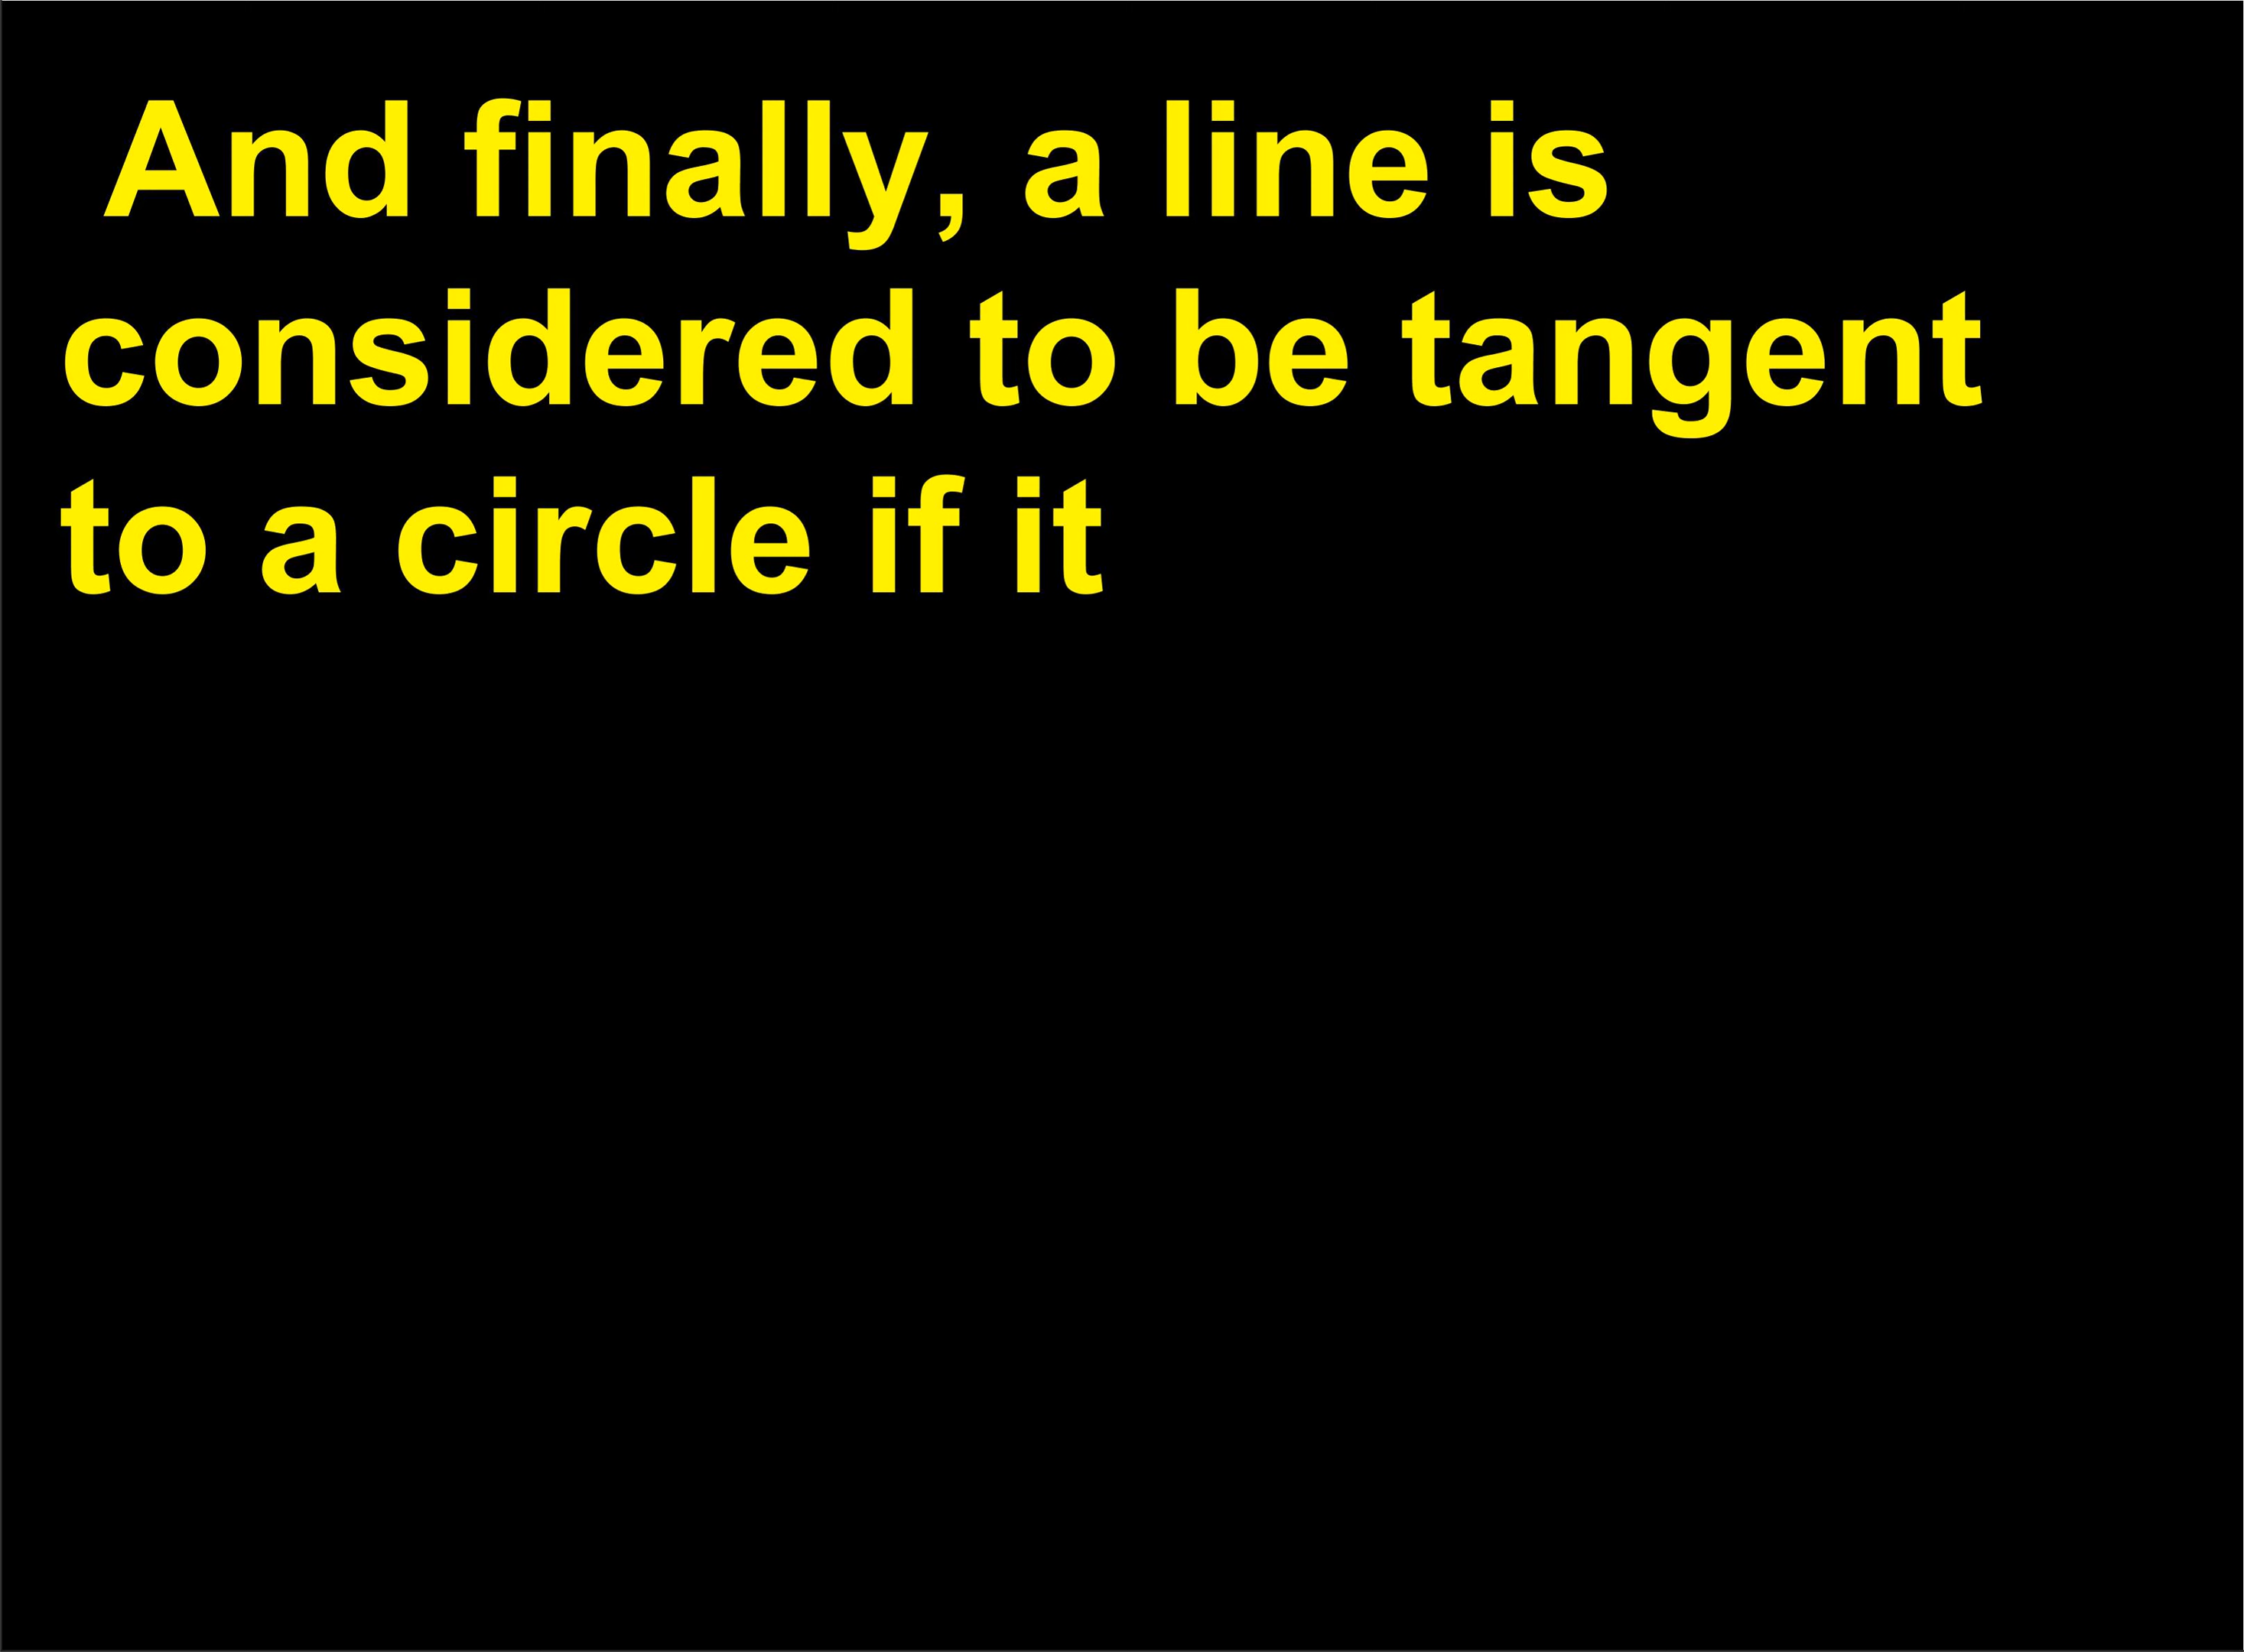 And finally, a line is
considered to be tangent
to a circle if it